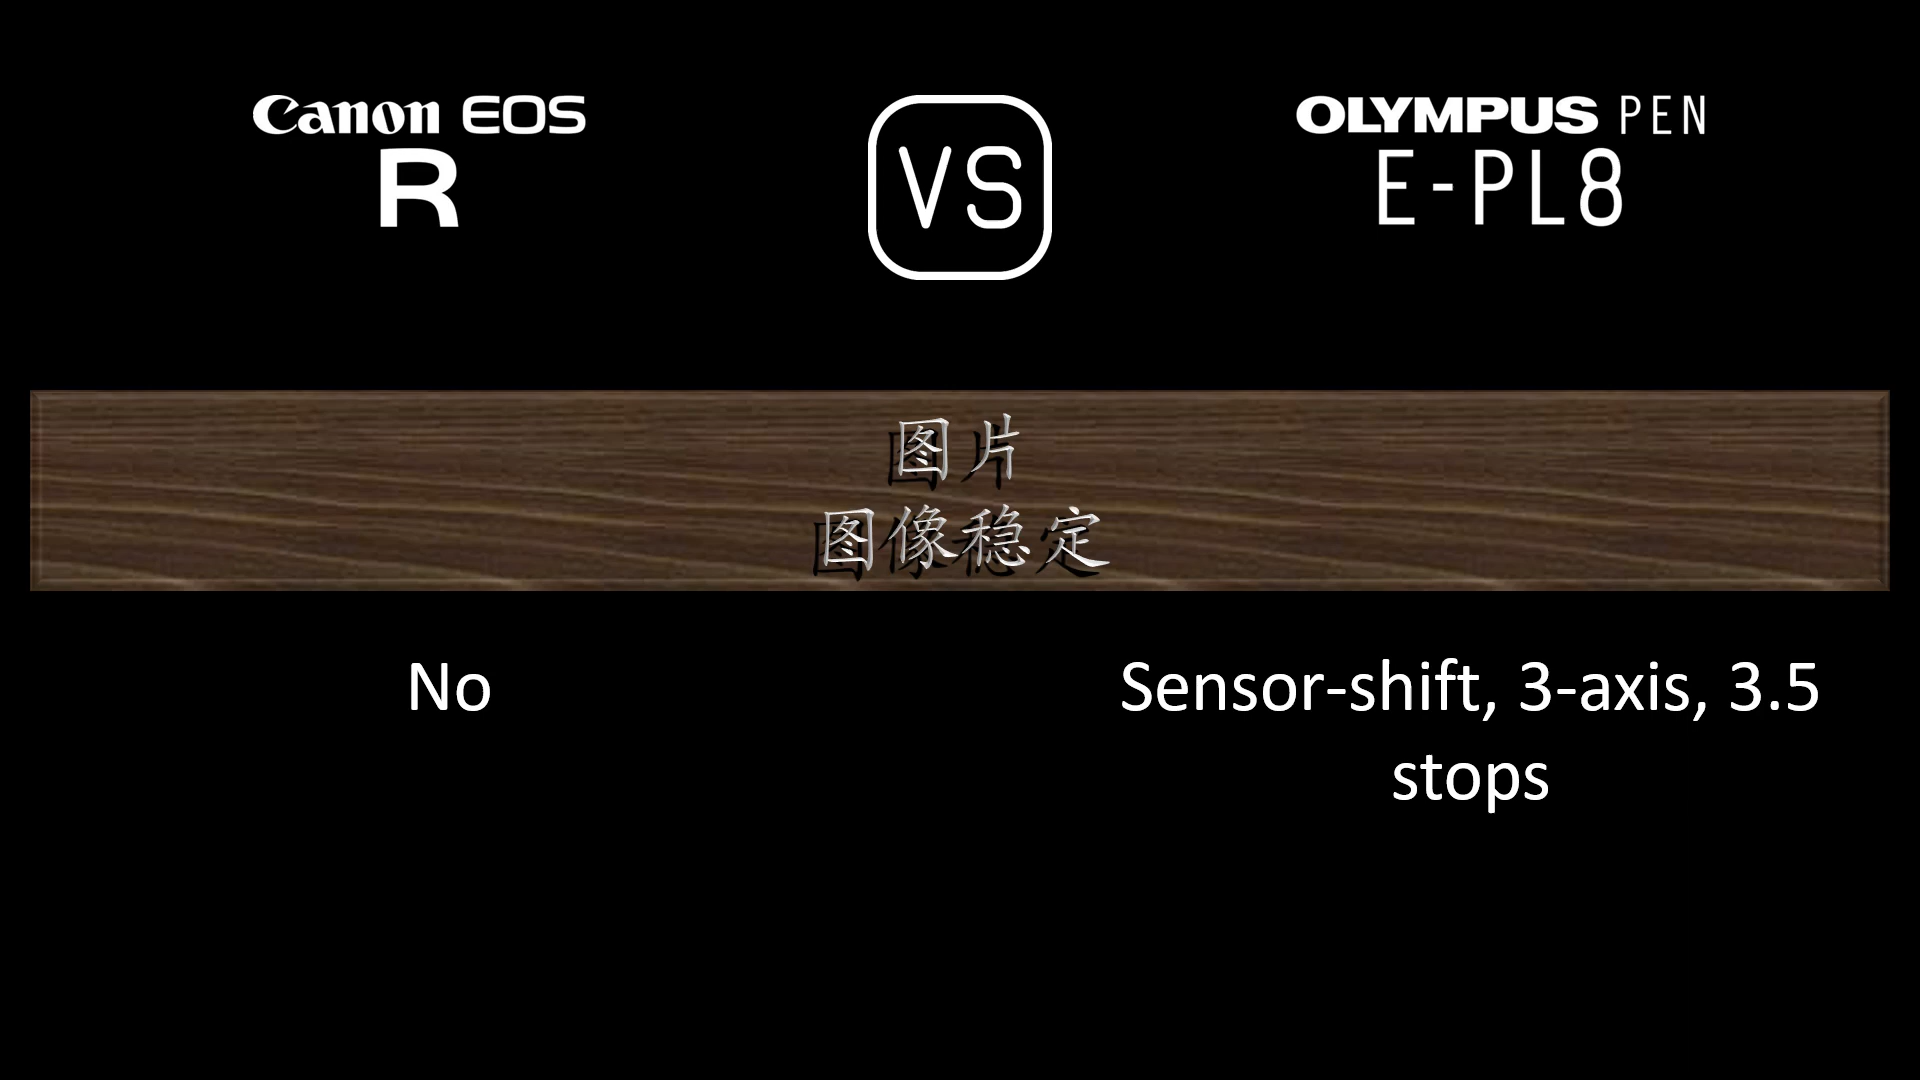 Canon EOS
R
VS
OLYMPUS PEN
E-PL8
图片
图像稳定
No
Sensor-shift, 3-axis, 3.5
stops